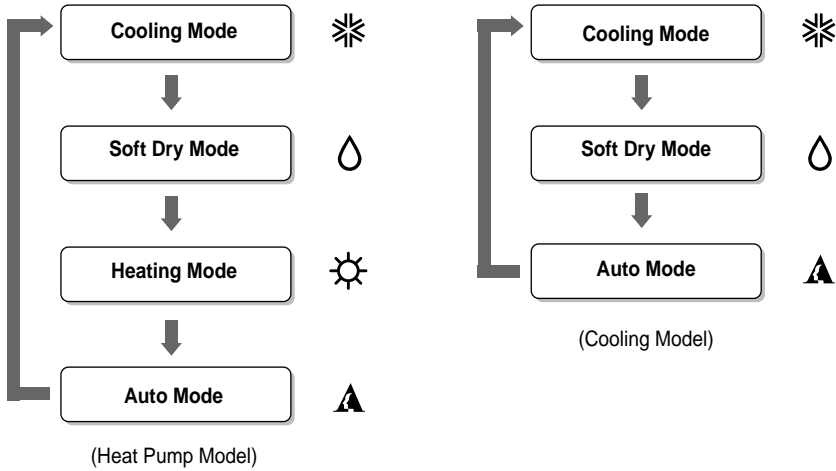 Cooling Mode
Soft Dry Mode
Heating Mode
Auto Mode
(Heat Pump Model)
Cooling Mode
Soft Dry Mode
Auto Mode
(Cooling Model)